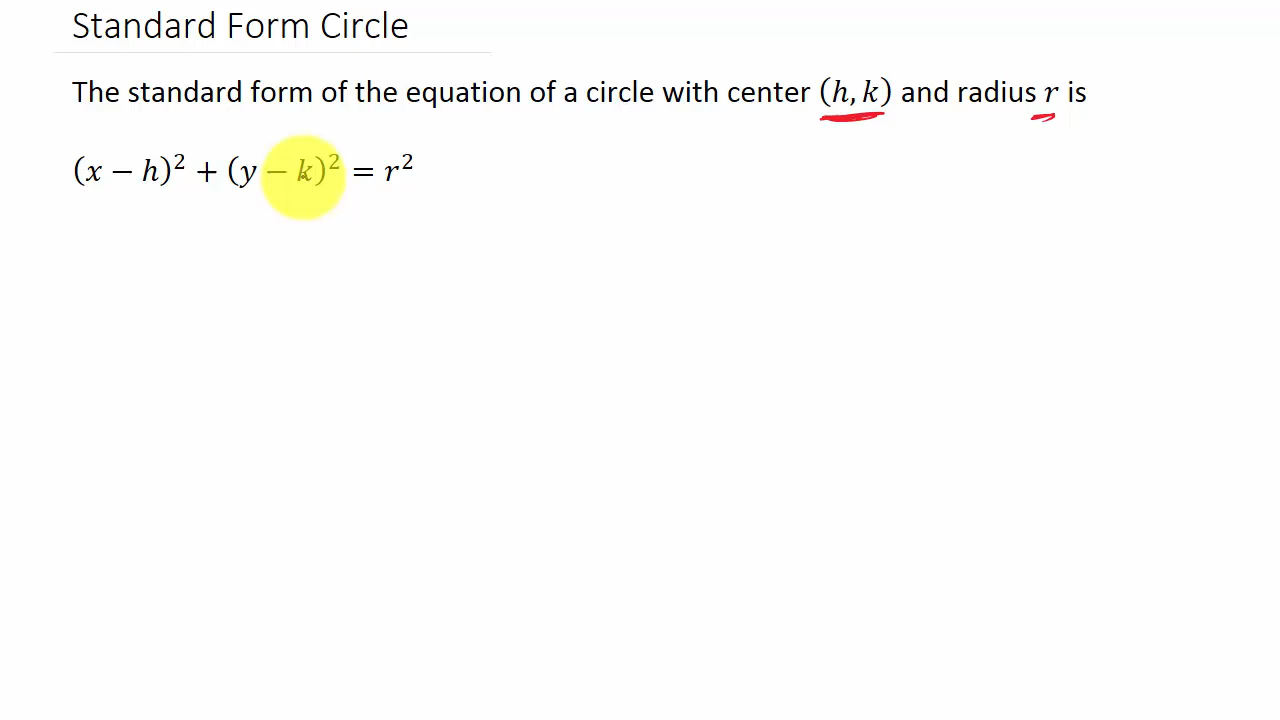 Standard Form Circle
The standard form of the equation of a circle with center (h, k) and radius r is
(x − h)² + (y − k)² = r²